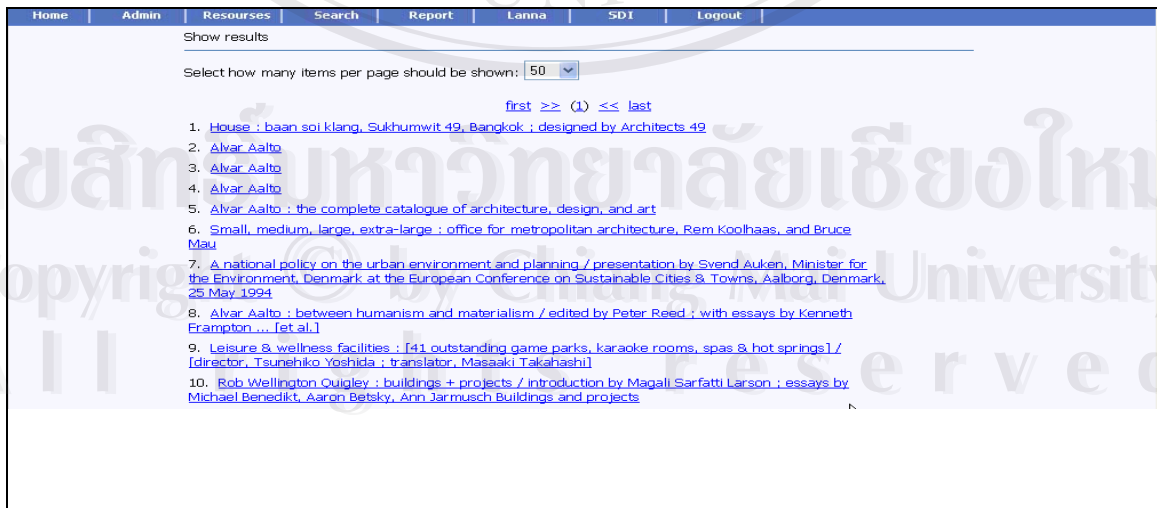 Home | Admin | Resourses | Search | Report | Lanna | SDI | Logout |
Show results
Select how many items per page should be shown: 50
first >> (1) << last
1. House : baan soi klang, Sukhumwit 49, Bangkok ; designed by Architects 49
2. Alvar Aalto
3. Alvar Aalto
4. Alvar Aalto
5. Alvar Aalto : the complete catalogue of architecture, design, and art
6. Small, medium, large, extra-large : office for metropolitan architecture, Rem Koolhaas, and Bruce
Mau
7. A national policy on the urban environment and planning / presentation by Svend Auken, Minister for
the Environment, Denmark at the European Conference on Sustainable Cities & Towns, Aalborg, Denmark,
25 May 1994
8. Alvar Aalto : between humanism and materialism / edited by Peter Reed ; with essays by Kenneth
Frampton ... [et al.]
9. Leisure & wellness facilities : [41 outstanding game parks, karaoke rooms, spas & hot springs] /
[director, Tsunehiko Yoshida ; translator, Masaaki Takahashi]
10. Rob Wellington Quigley : buildings + projects / introduction by Magali Sarfatti Larson ; essays by
Michael Benedikt, Aaron Betsky, Ann Jarmusch Buildings and projects
ขสิทธิ์มหาวิทยาลัยเชียงใหม
opyright © by Chiang Mai University
ll rights reserve